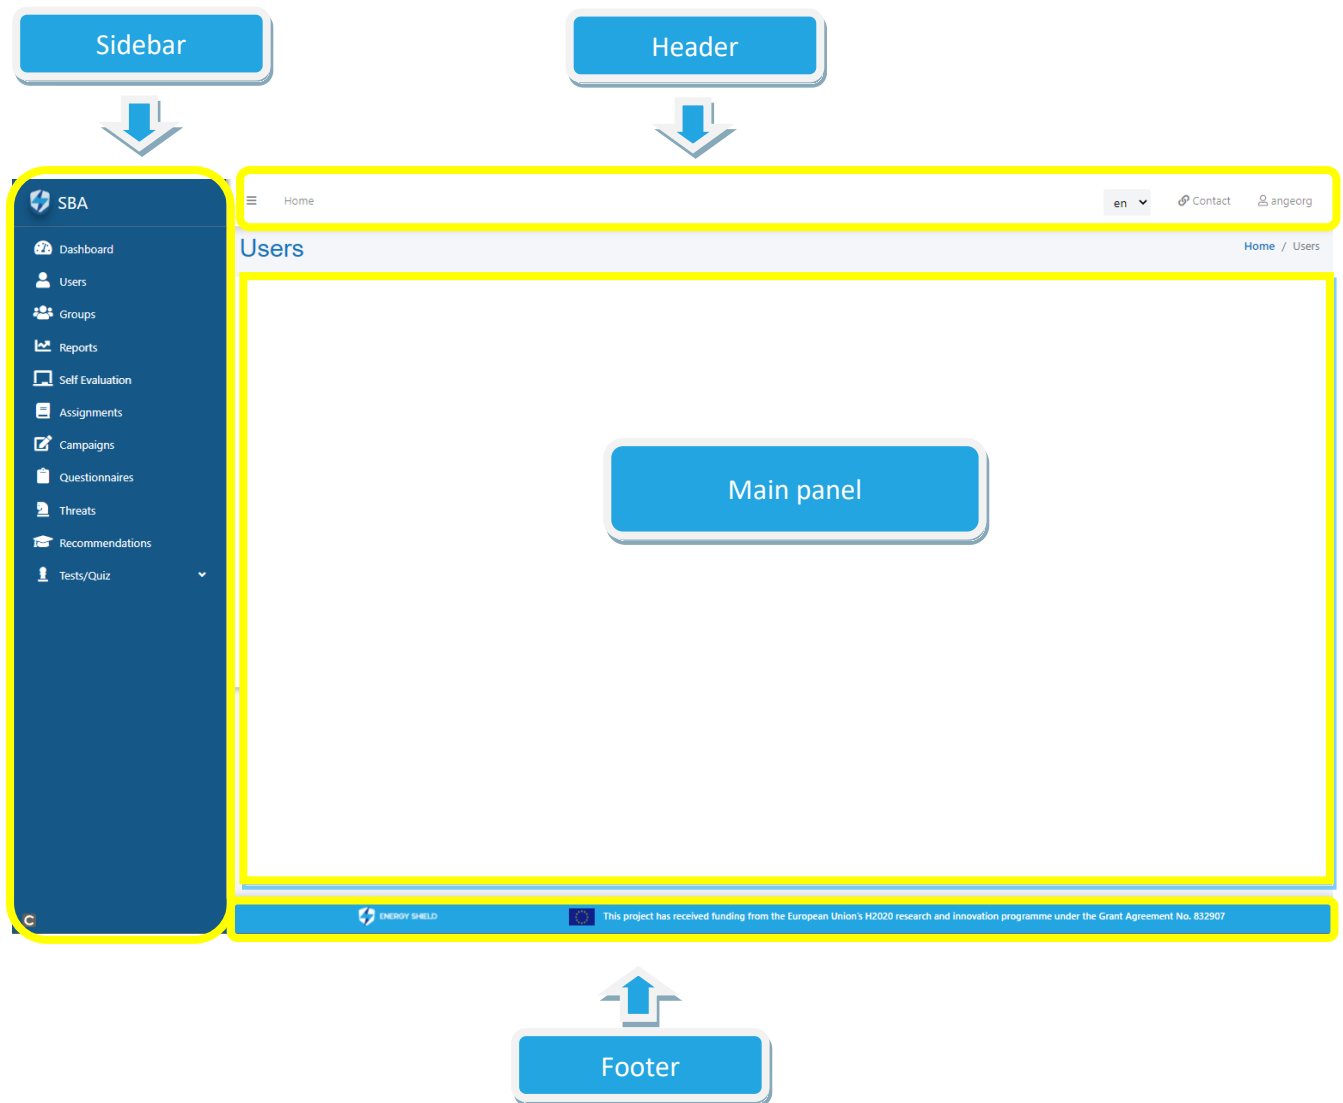 Sidebar
Header
SBA
Home
en
Contact
angeorg
Users
Home / Users
Dashboard
Users
Groups
Reports
Self Evaluation
Assignments
Campaigns
Questionnaires
Threats
Recommendations
Tests/Quiz
Main panel
C
ENERGY SHIELD
This project has received funding from the European Union's H2020 research and innovation programme under the Grant Agreement No. 832907
Footer